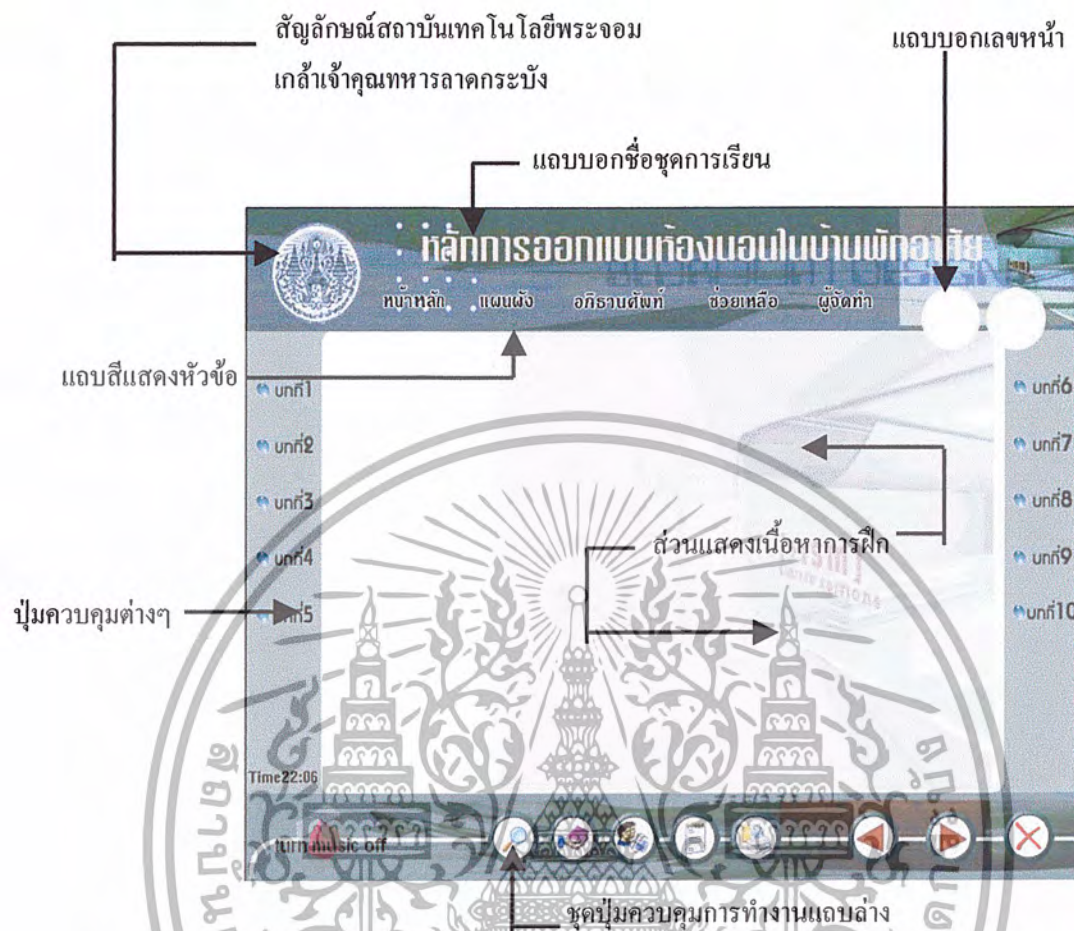 สัญลักษณ์สถาบันเทคโนโลยีพระจอม
เกล้าเจ้าคุณทหารลาดกระบัง
แถบบอกเลขหน้า
แถบบอกชื่อชุดการเรียน
หลักการออกแบบห้องนอนในบ้านพักอาศัย
หน้าหลัก แผนผัง อภิธานศัพท์ ช่วยเหลือ ผู้จัดทำ
แถบสีแสดงหัวข้อ
บทที่1
บทที่2
บทที่3
บทที่4
บทที่5
บทที่6
บทที่7
บทที่8
บทที่9
บทที่10
ส่วนแสดงเนื้อหาการฝึก
ปุ่มควบคุมต่างๆ
Time22:06
turn music off
ชุดปุ่มควบคุมการทำงานแถบล่าง